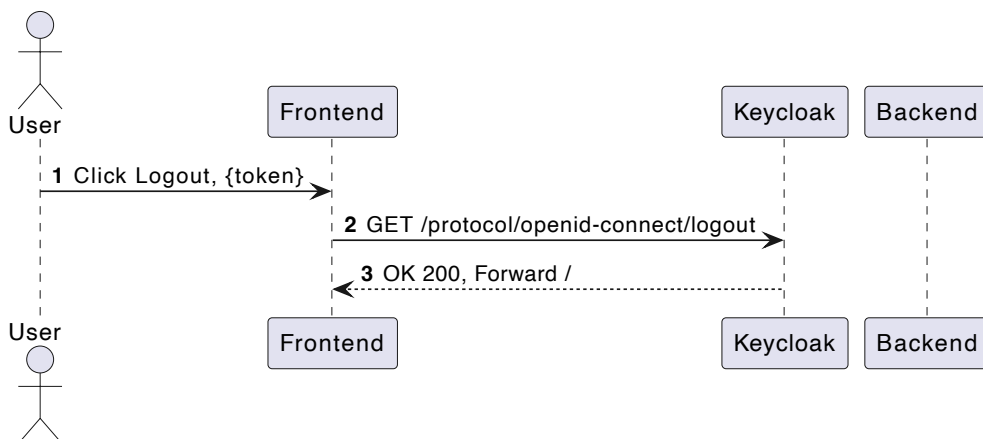 User
Frontend
Keycloak
Backend
1 Click Logout, {token}
2 GET /protocol/openid-connect/logout
3 OK 200, Forward /
User
Frontend
Keycloak
Backend